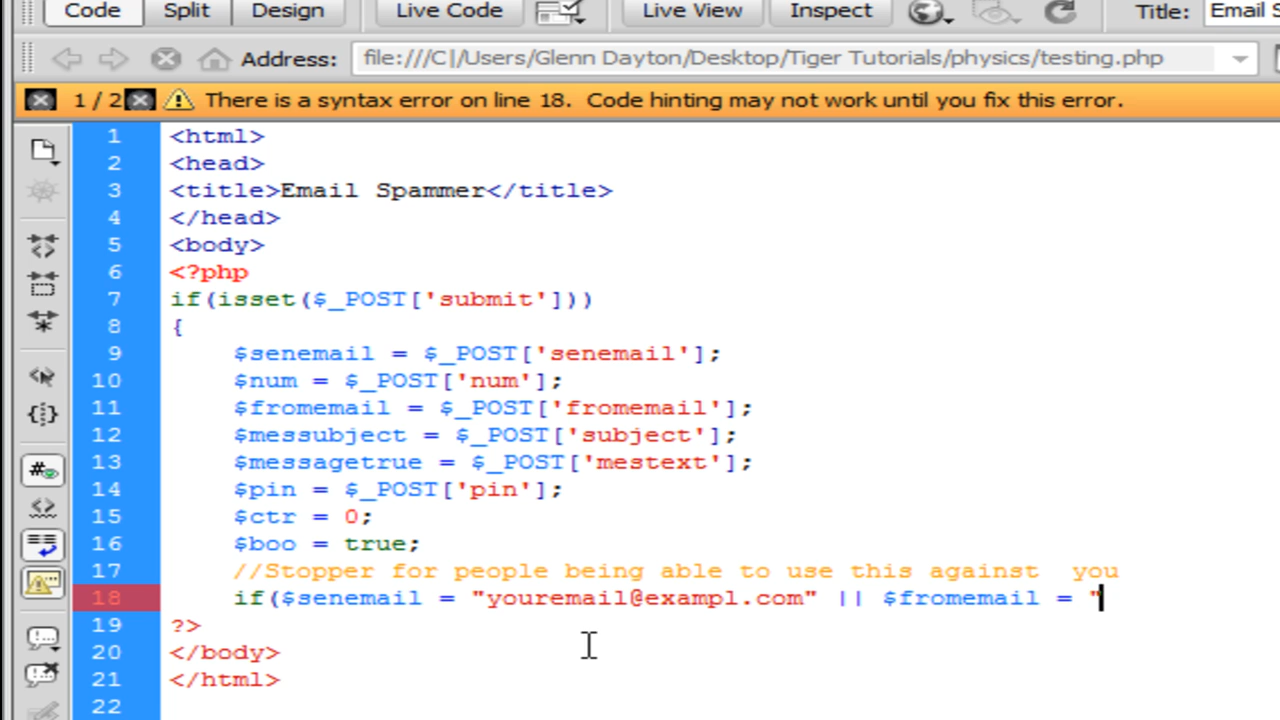 Code Split Design Live Code Live View Inspect Title: Email S
Address: file:///C|/Users/Glenn Dayton/Desktop/Tiger Tutorials/physics/testing.php
1 / 2 There is a syntax error on line 18. Code hinting may not work until you fix this error.
1 <html>
2 <head>
3 <title>Email Spammer</title>
4 </head>
5 <body>
6 <?php
7 if(isset($_POST['submit']))
8 {
9 $senemail = $_POST['senemail'];
10 $num = $_POST['num'];
11 $fromemail = $_POST['fromemail'];
12 $messubject = $_POST['subject'];
13 $messagetrue = $_POST['mestext'];
14 $pin = $_POST['pin'];
15 $ctr = 0;
16 $boo = true;
17 //Stopper for people being able to use this against  you
18 if($senemail = "youremail@exampl.com" || $fromemail = "
19 ?>
20 </body>
21 </html>
22